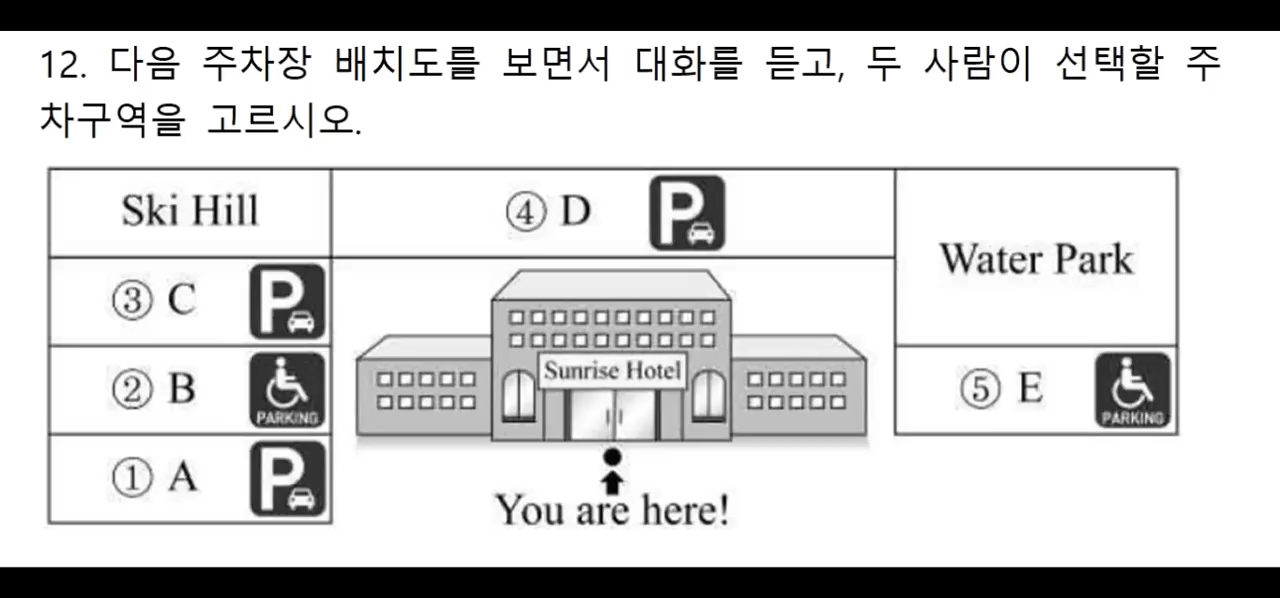 12. 다음 주차장 배치도를 보면서 대화를 듣고, 두 사람이 선택할 주
차구역을 고르시오.
Ski Hill
④ D P
Water Park
③ C P
Sunrise Hotel
② B PARKING
⑤ E PARKING
① A P
You are here!